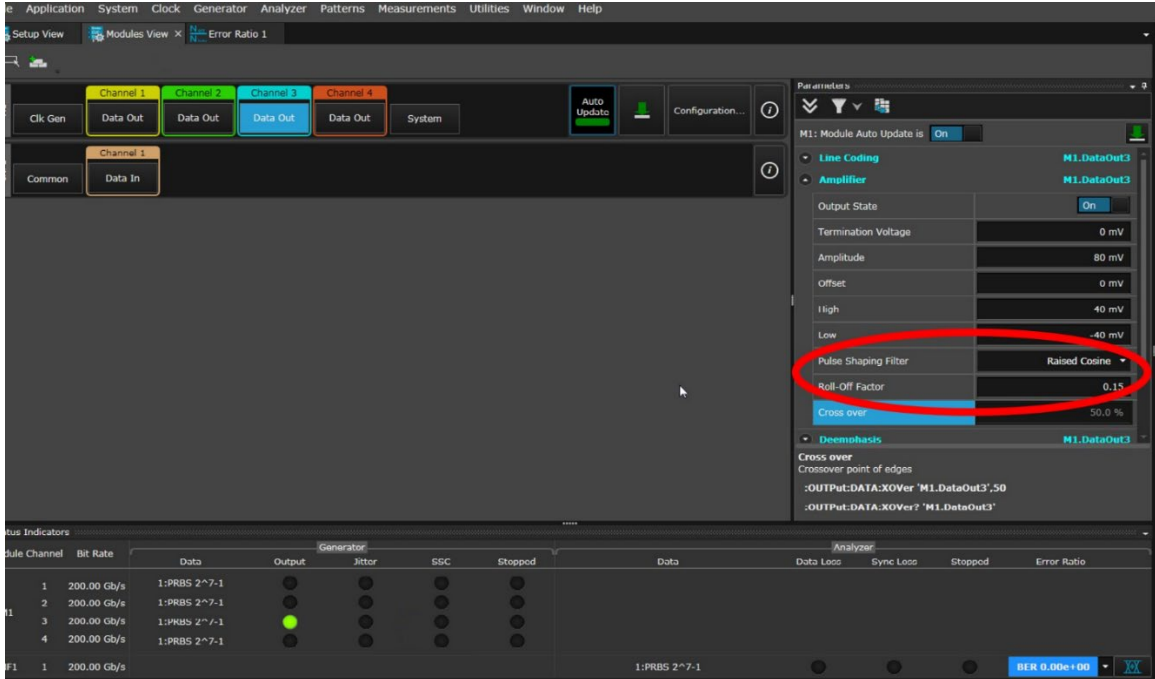 Application System Clock Generator Analyzer Patterns Measurements Utilities Window Help
Setup View Modules View × Error Ratio 1
Parameters
Channel 1 Channel 2 Channel 3 Channel 4
Clk Gen Data Out Data Out Data Out Data Out System Auto Update Configuration...
M1: Module Auto Update is On
Channel 1
Common Data In
Line Coding M1.DataOut3
Amplifier M1.DataOut3
Output State On
Termination Voltage 0 mV
Amplitude 80 mV
Offset 0 mV
High 40 mV
Low -40 mV
Pulse Shaping Filter Raised Cosine
Roll-Off Factor 0.15
Cross over 50.0 %
Deemphasis M1.DataOut3
Cross over
Crossover point of edges
:OUTPut:DATA:XOVer 'M1.DataOut3',50
:OUTPut:DATA:XOVer? 'M1.DataOut3'
Status Indicators
Channel Bit Rate Generator Analyzer
Data Output Jitter SSC Stopped Data Data Loss Sync Loss Stopped Error Ratio
1 200.00 Gb/s 1:PRBS 2^7-1
2 200.00 Gb/s 1:PRBS 2^7-1
3 200.00 Gb/s 1:PRBS 2^7-1
4 200.00 Gb/s 1:PRBS 2^7-1
1 200.00 Gb/s 1:PRBS 2^7-1 BER 0.00e+00